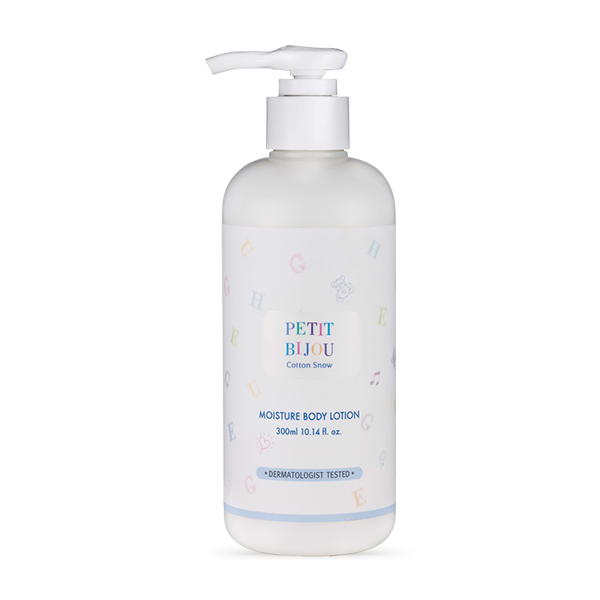 PETIT
BIJOU
Cotton Snow
MOISTURE BODY LOTION
300ml 10.14 fl. oz.
• DERMATOLOGIST TESTED •